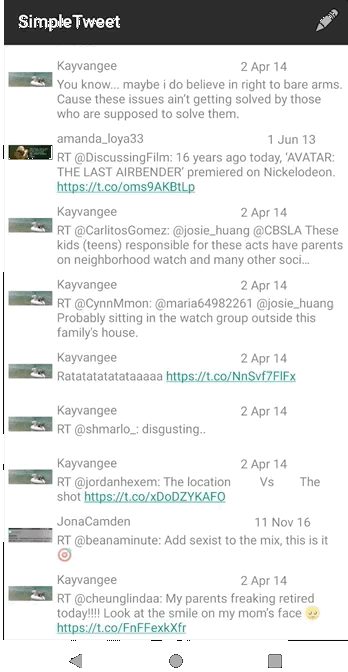 SimpleTweet
Kayvangee 2 Apr 14
You know... maybe i do believe in right to bare arms.
Cause these issues ain't getting solved by those
who are supposed to solve them.
amanda_loya33 1 Jun 13
RT @DiscussingFilm: 16 years ago today, 'AVATAR:
THE LAST AIRBENDER' premiered on Nickelodeon.
https://t.co/oms9AKBtLp
Kayvangee 2 Apr 14
RT @CarlitosGomez: @josie_huang @CBSLA These
kids (teens) responsible for these acts have parents
on neighborhood watch and many other soci...
Kayvangee 2 Apr 14
RT @CynnMmon: @maria64982261 @josie_huang
Probably sitting in the watch group outside this
family's house.
Kayvangee 2 Apr 14
Ratatatatatataaaaa https://t.co/NnSvf7FlFx
Kayvangee 2 Apr 14
RT @shmarlo_: disgusting..
Kayvangee 2 Apr 14
RT @jordanhexem: The location Vs The
shot https://t.co/xDoDZYKAFO
JonaCamden 11 Nov 16
RT @beanaminute: Add sexist to the mix, this is it
🎯
Kayvangee 2 Apr 14
RT @cheunglindaa: My parents freaking retired
today!!!! Look at the smile on my mom's face 🥺
https://t.co/FnFFexkXfr